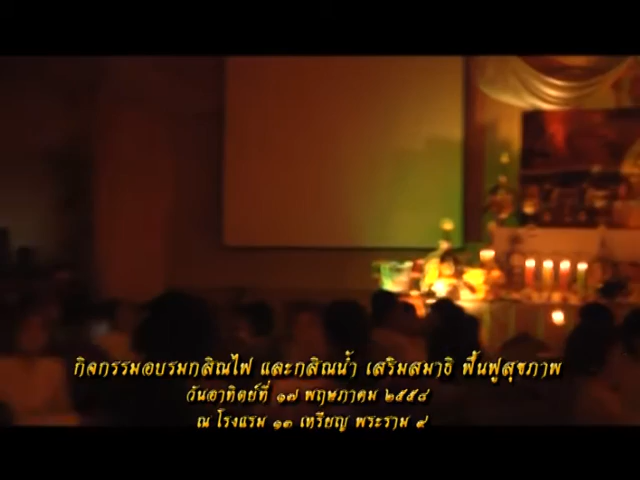 กิจกรรมอบรมกสิณไฟ และกสิณน้ำ เสริมสมาธิ ฟื้นฟูสุขภาพ
วันอาทิตย์ที่ ๑๗ พฤษภาคม ๒๕๕๘
ณ โรงแรม ๑๓ เหรียญ พระราม ๙